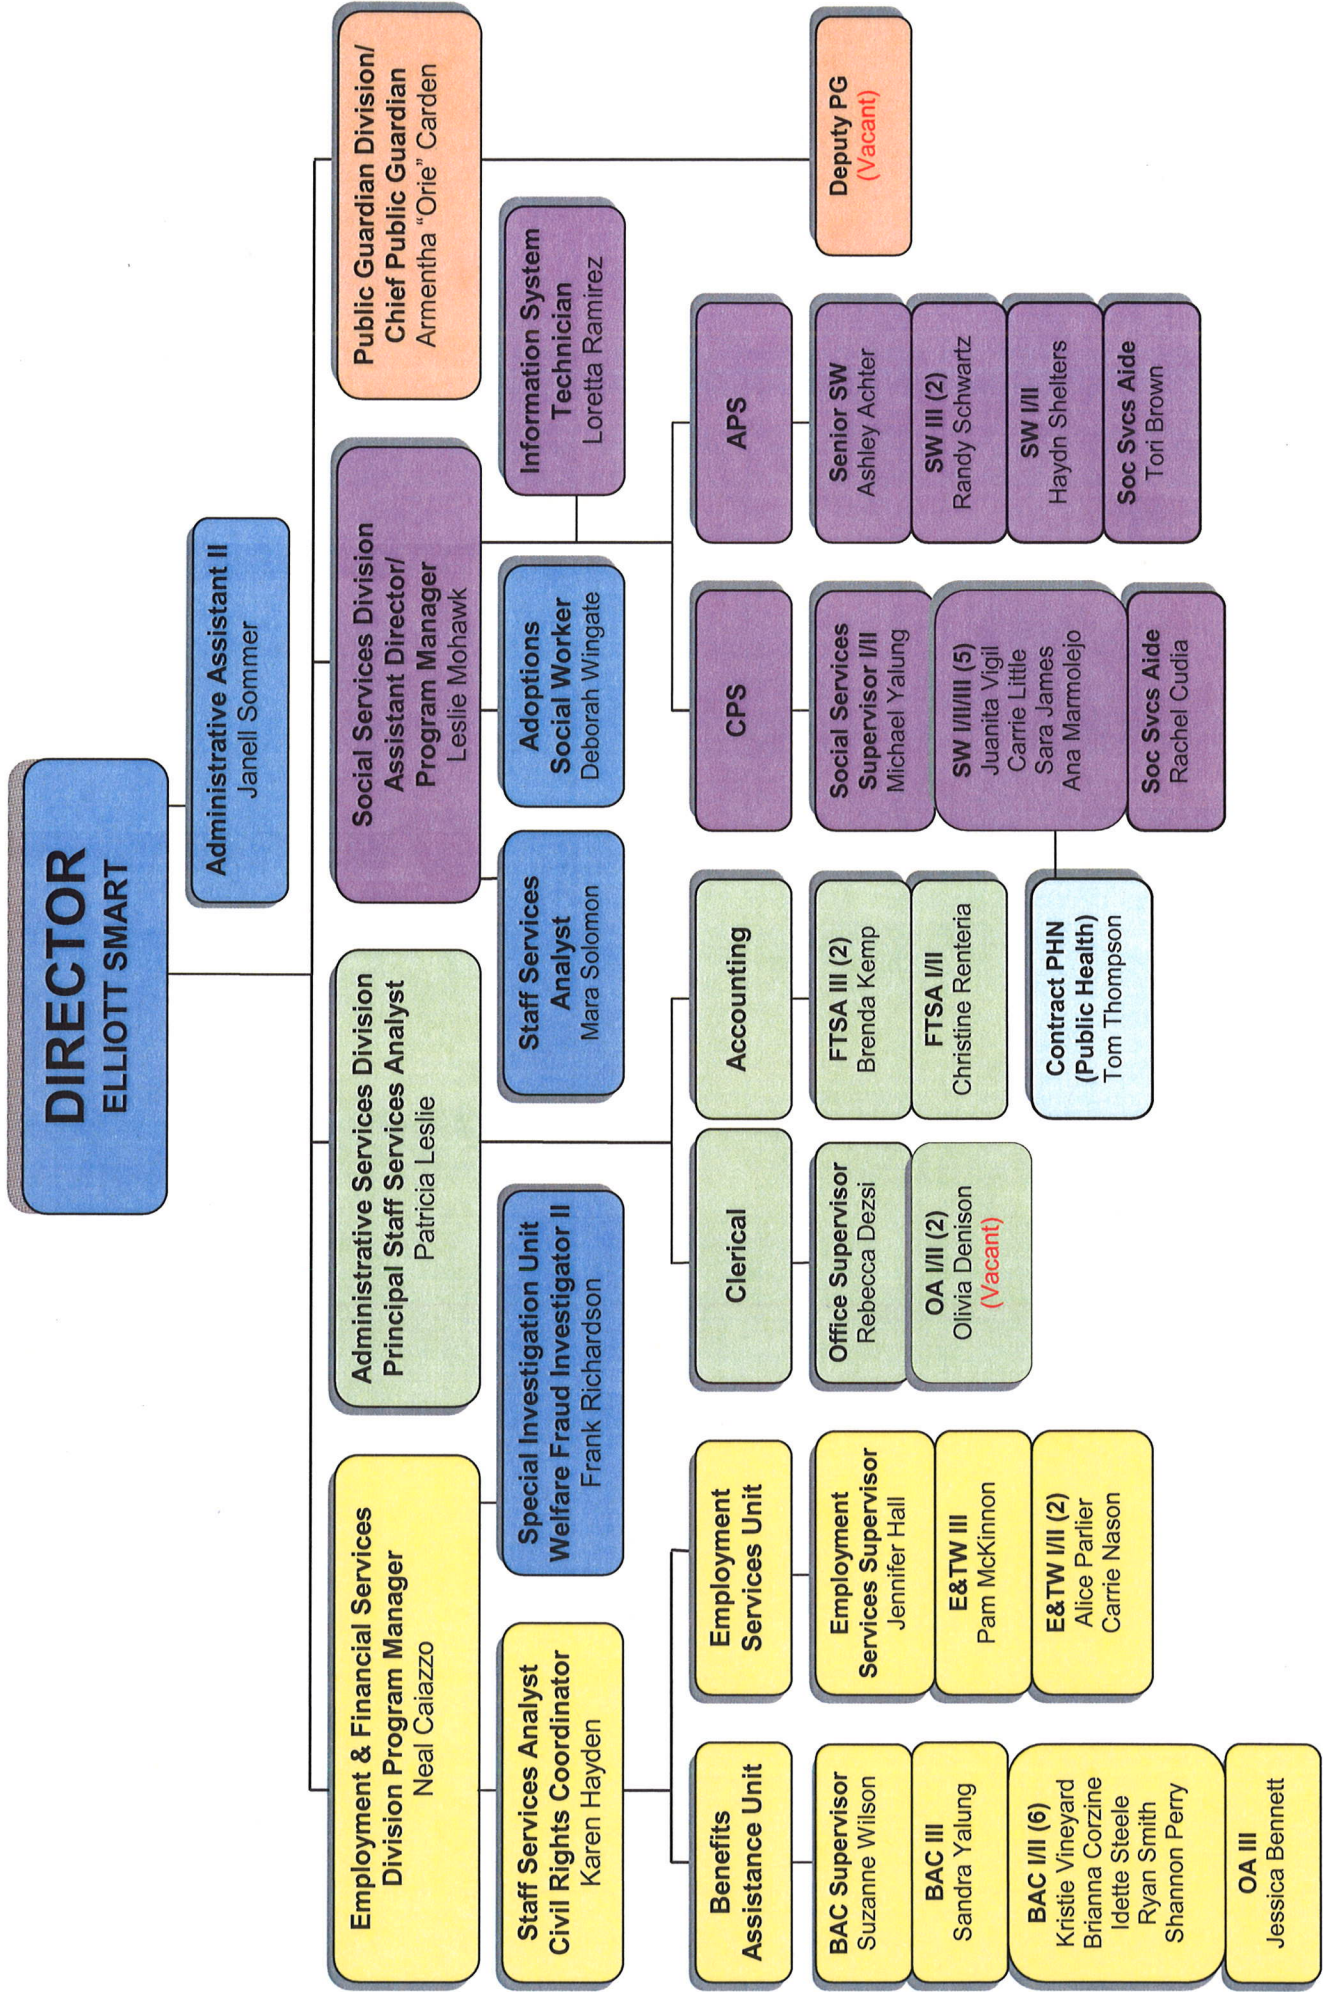 DIRECTOR
ELLIOTT SMART
Administrative Assistant II
Janell Sommer
Employment & Financial Services
Division Program Manager
Neal Caiazzo
Administrative Services Division
Principal Staff Services Analyst
Patricia Leslie
Social Services Division
Assistant Director/
Program Manager
Leslie Mohawk
Public Guardian Division/
Chief Public Guardian
Armentha "Orie" Carden
Staff Services Analyst
Civil Rights Coordinator
Karen Hayden
Special Investigation Unit
Welfare Fraud Investigator II
Frank Richardson
Staff Services
Analyst
Mara Solomon
Adoptions
Social Worker
Deborah Wingate
Information System
Technician
Loretta Ramirez
Benefits
Assistance Unit
Employment
Services Unit
Clerical
Accounting
CPS
APS
BAC Supervisor
Suzanne Wilson
BAC III
Sandra Yalung
BAC I/II (6)
Kristie Vineyard
Brianna Corzine
Idette Steele
Ryan Smith
Shannon Perry
OA III
Jessica Bennett
Employment
Services Supervisor
Jennifer Hall
E&TW III
Pam McKinnon
E&TW I/II (2)
Alice Parlier
Carrie Nason
Office Supervisor
Rebecca Dezsi
OA I/II (2)
Olivia Denison
(Vacant)
FTSA III (2)
Brenda Kemp
FTSA I/II
Christine Renteria
Contract PHN
(Public Health)
Tom Thompson
Social Services
Supervisor I/II
Michael Yalung
SW I/II/III (5)
Juanita Vigil
Carrie Little
Sara James
Ana Marmolejo
Soc Svcs Aide
Rachel Cudia
Senior SW
Ashley Achter
SW III (2)
Randy Schwartz
SW I/II
Haydn Shelters
Soc Svcs Aide
Tori Brown
Deputy PG
(Vacant)